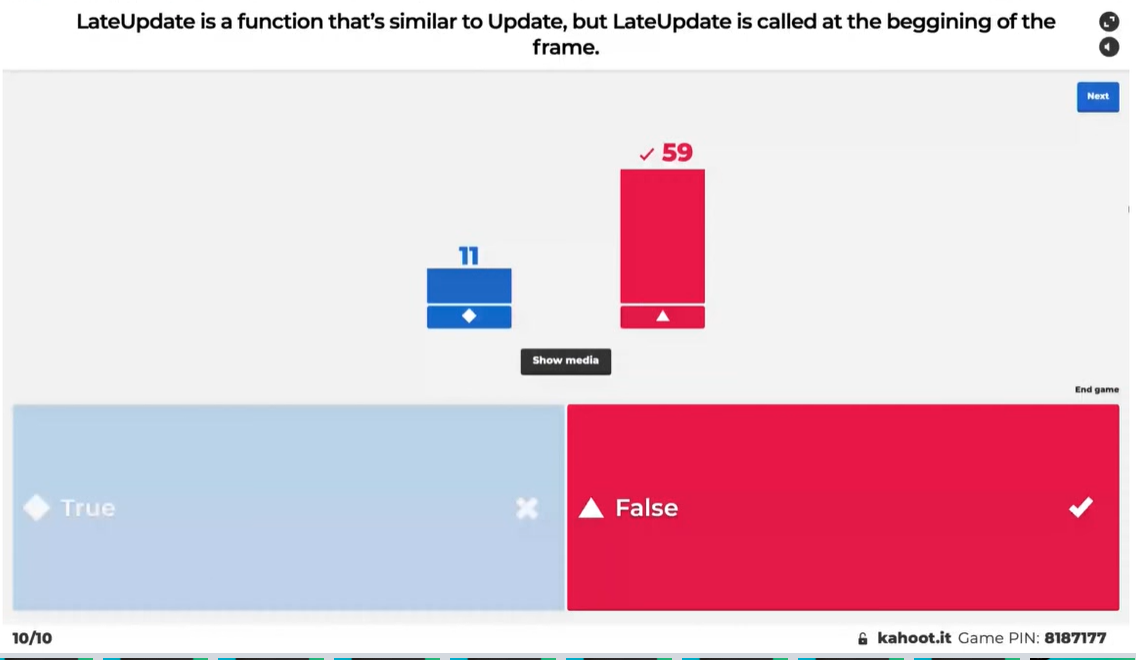 LateUpdate is a function that’s similar to Update, but LateUpdate is called at the beggining of the
frame.
Next
59
11
Show media
End game
True
False
10/10
kahoot.it Game PIN: 8187177